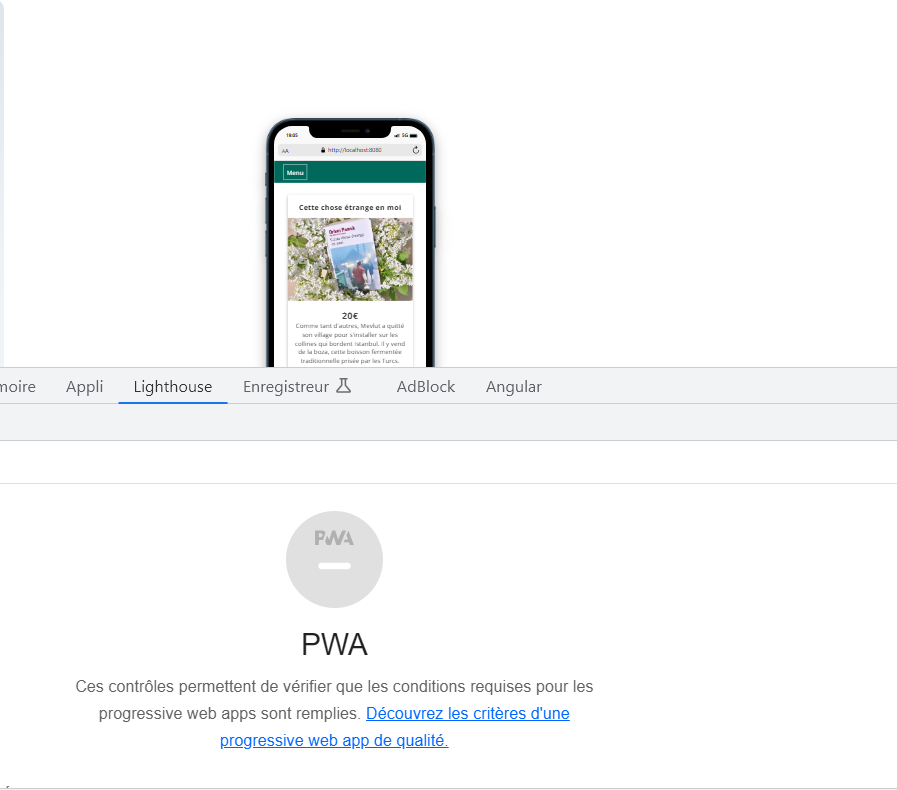 19:05
5G
AA
http://localhost:8080
Menu
Cette chose étrange en moi
Orhan Pamuk
Cette chose étrange
en moi
20€
Comme tant d'autres, Mevlut a quitté
son village pour s'installer sur les
collines qui bordent Istanbul. Il y vend
de la boza, cette boisson fermentée
traditionnelle prisée par les Turcs.
moire
Appli
Lighthouse
Enregistreur
AdBlock
Angular
PWA
PWA
Ces contrôles permettent de vérifier que les conditions requises pour les
progressive web apps sont remplies. Découvrez les critères d'une
progressive web app de qualité.